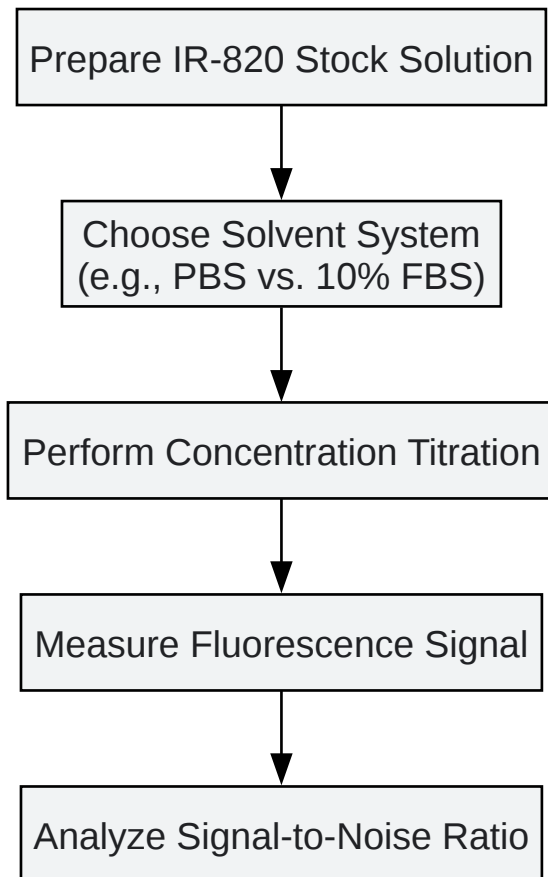 Prepare IR-820 Stock Solution
Choose Solvent System
(e.g., PBS vs. 10% FBS)
Perform Concentration Titration
Measure Fluorescence Signal
Analyze Signal-to-Noise Ratio